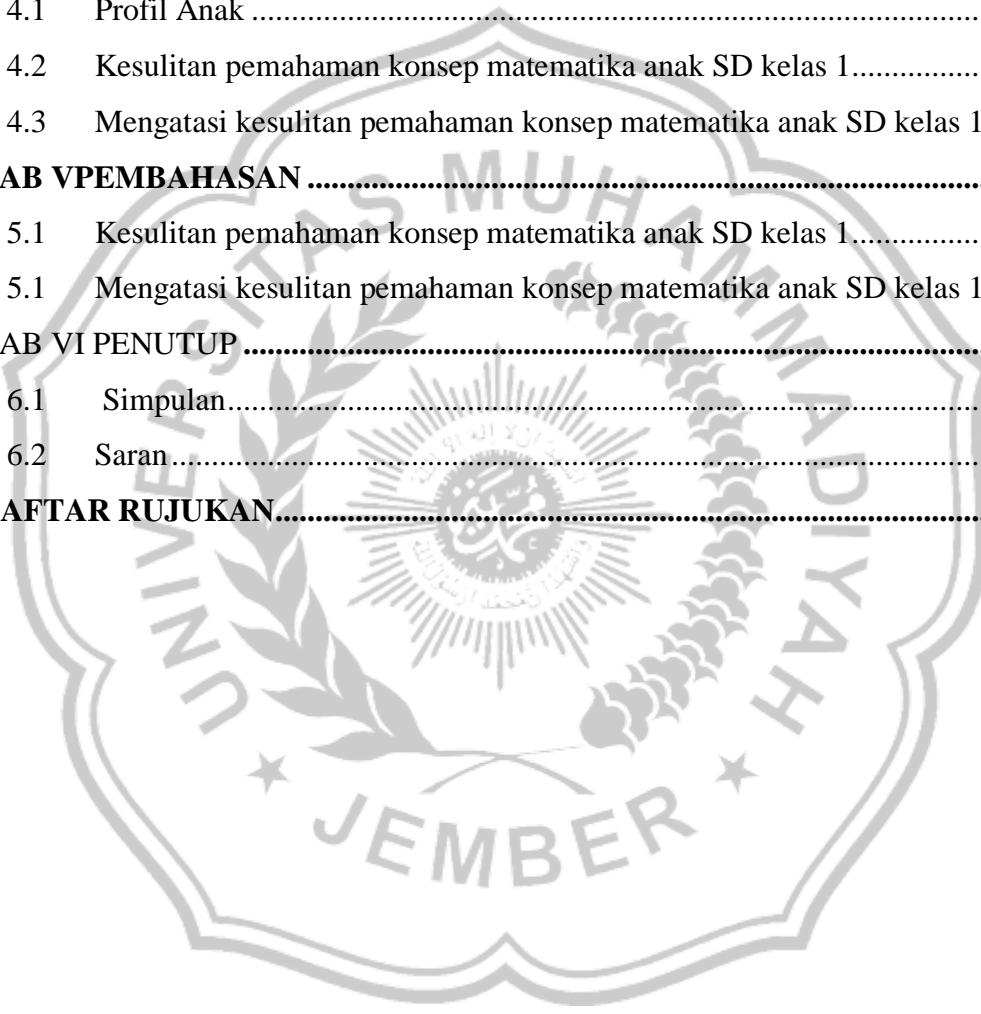 4.1 Profil Anak ..........................................................................................
4.2 Kesulitan pemahaman konsep matematika anak SD kelas 1................
4.3 Mengatasi kesulitan pemahaman konsep matematika anak SD kelas 1
AB VPEMBAHASAN ...................................................................................
5.1 Kesulitan pemahaman konsep matematika anak SD kelas 1................
5.1 Mengatasi kesulitan pemahaman konsep matematika anak SD kelas 1
AB VI PENUTUP ..........................................................................................
6.1 Simpulan..............................................................................................
6.2 Saran....................................................................................................
AFTAR RUJUKAN.......................................................................................
UNIVERSITAS MUHAMMADIYAH
JEMBER